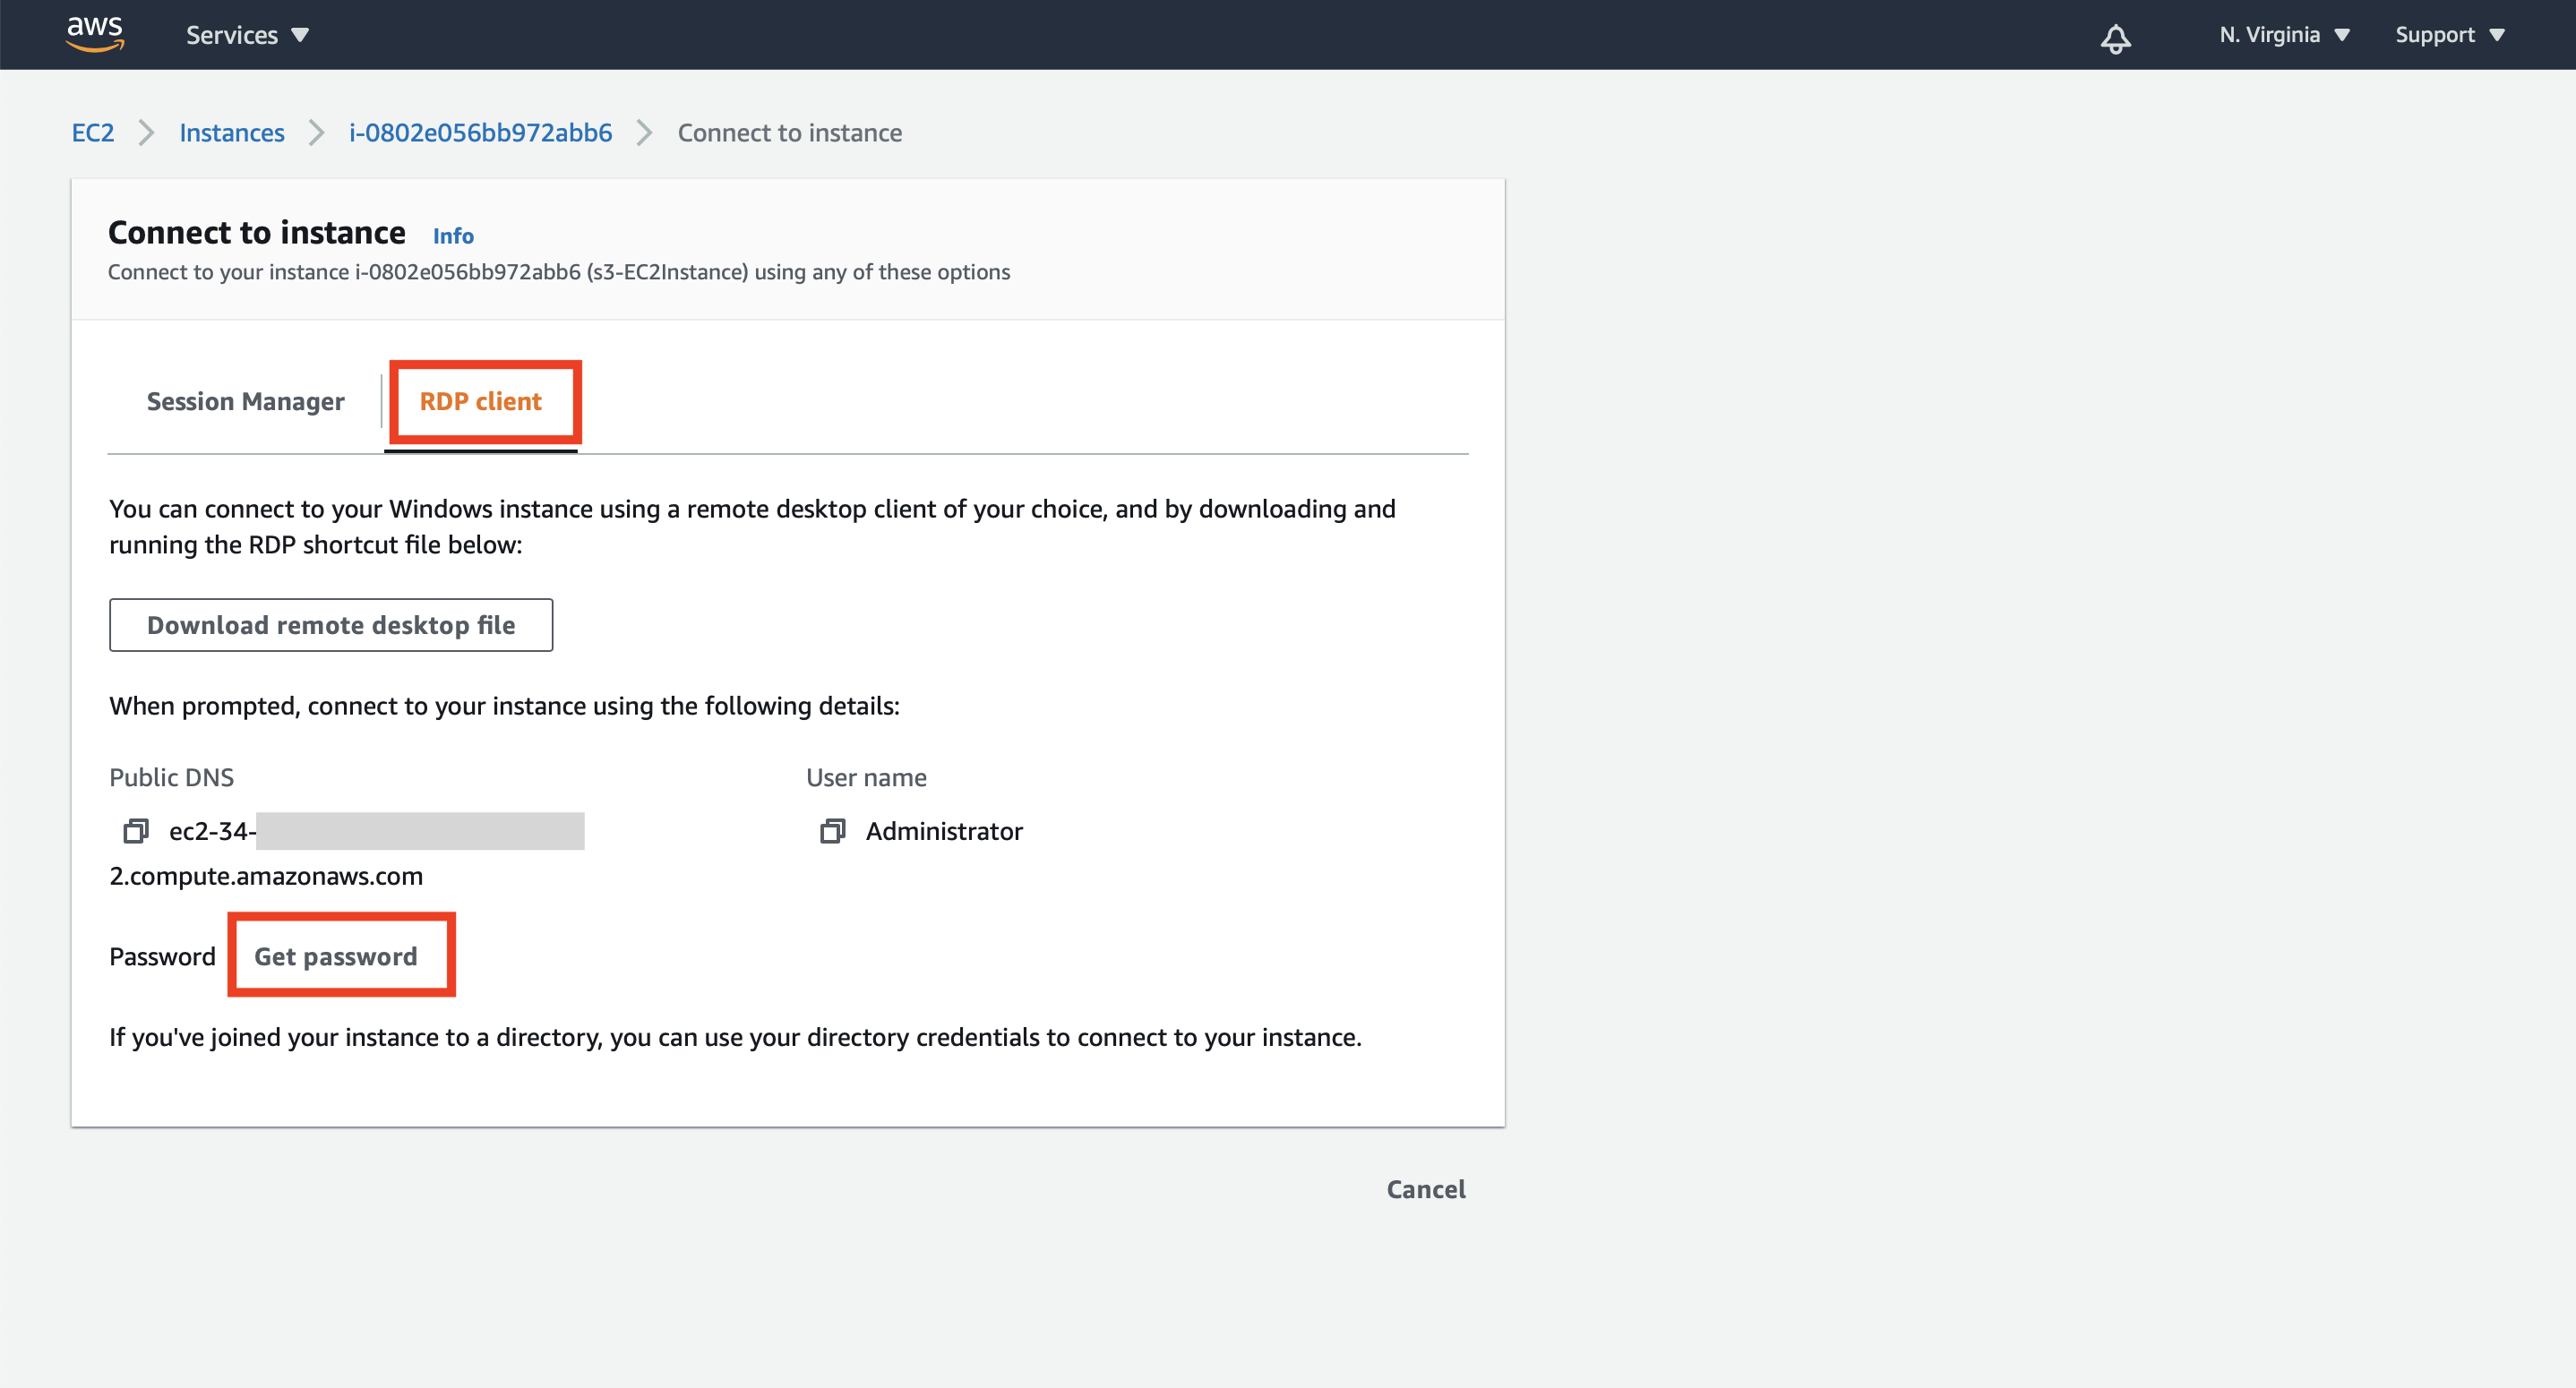 aws Services N. Virginia Support
EC2 Instances i-0802e056bb972abb6 Connect to instance
Connect to instance Info
Connect to your instance i-0802e056bb972abb6 (s3-EC2Instance) using any of these options
Session Manager RDP client
You can connect to your Windows instance using a remote desktop client of your choice, and by downloading and
running the RDP shortcut file below:
Download remote desktop file
When prompted, connect to your instance using the following details:
Public DNS User name
ec2-34- Administrator
2.compute.amazonaws.com
Password Get password
If you've joined your instance to a directory, you can use your directory credentials to connect to your instance.
Cancel